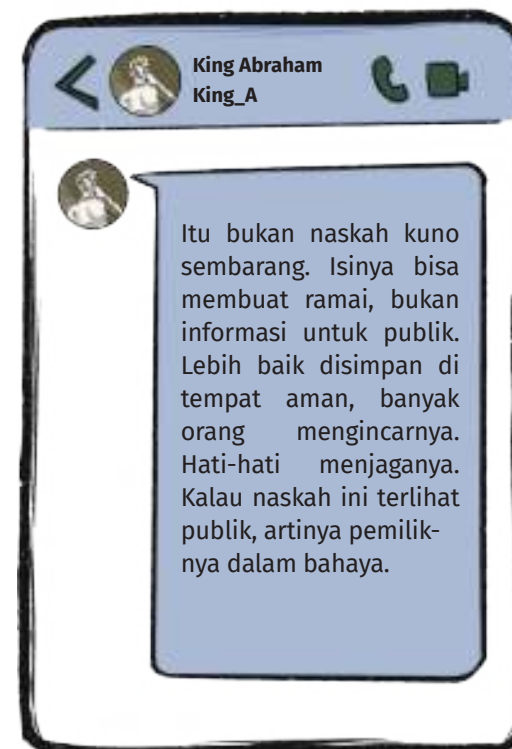 King Abraham
King_A
Itu bukan naskah kuno
sembarang. Isinya bisa
membuat ramai, bukan
informasi untuk publik.
Lebih baik disimpan di
tempat aman, banyak
orang mengincarnya.
Hati-hati menjaganya.
Kalau naskah ini terlihat
publik, artinya pemilik-
nya dalam bahaya.